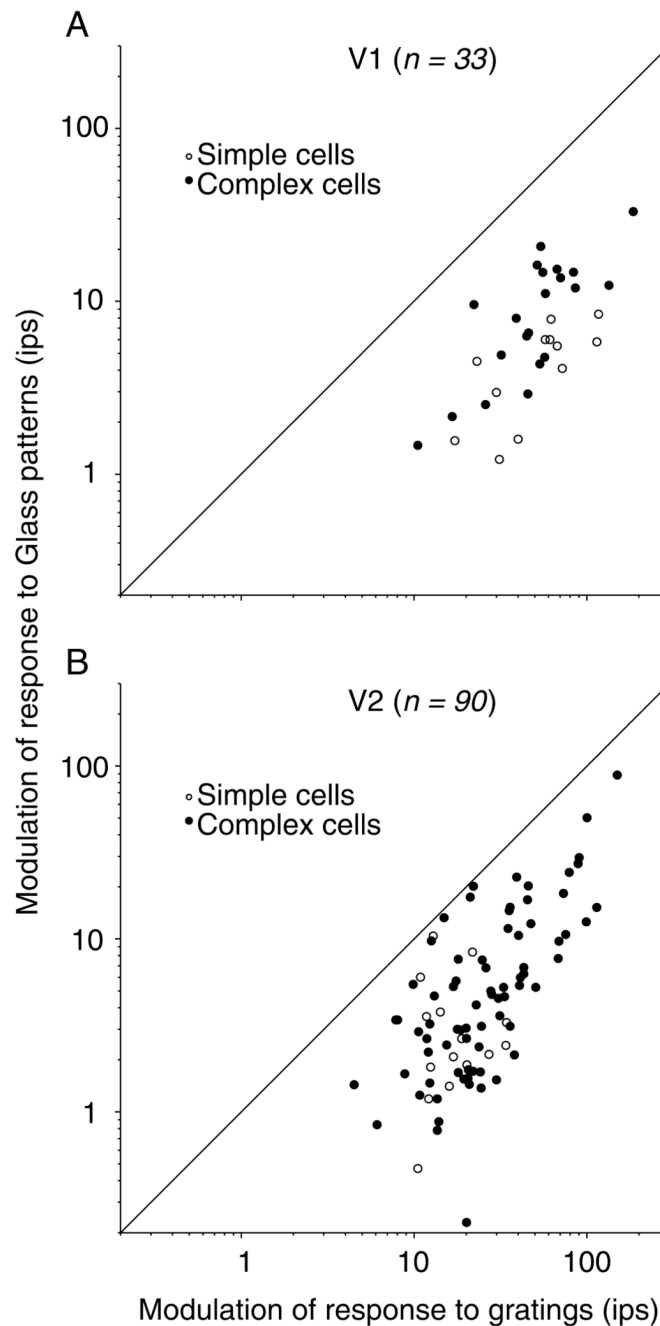 A
V1 (n = 33)
100
Simple cells
Complex cells
10
1
Modulation of response to Glass patterns (ips)
B
V2 (n = 90)
100
Simple cells
Complex cells
10
1
1 10 100
Modulation of response to gratings (ips)